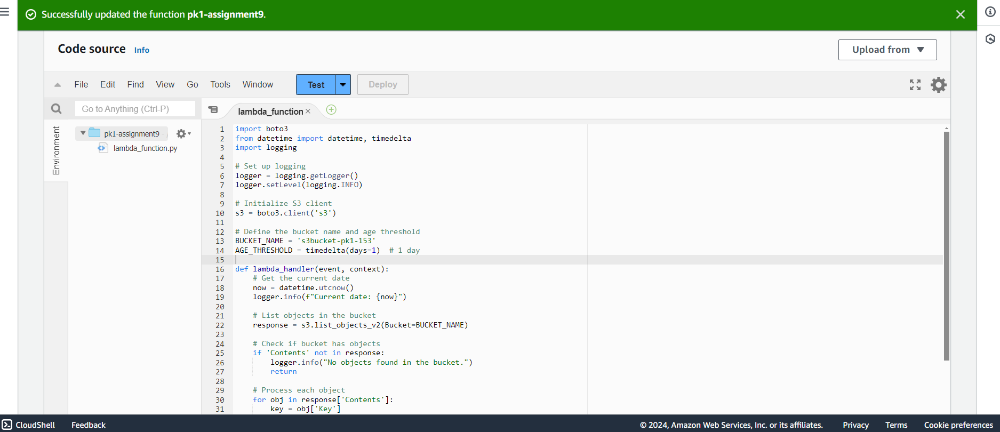 Successfully updated the function pk1-assignment9.
Code source Info
Upload from
File Edit Find View Go Tools Window Test Deploy
Go to Anything (Ctrl-P)
lambda_function
Environment
pk1-assignment9
lambda_function.py
1 import boto3
2 from datetime import datetime, timedelta
3 import logging
4
5 # Set up logging
6 logger = logging.getLogger()
7 logger.setLevel(logging.INFO)
8
9 # Initialize S3 client
10 s3 = boto3.client('s3')
11
12 # Define the bucket name and age threshold
13 BUCKET_NAME = 's3bucket-pk1-153'
14 AGE_THRESHOLD = timedelta(days=1)  # 1 day
15
16 def lambda_handler(event, context):
17     # Get the current date
18     now = datetime.utcnow()
19     logger.info(f"Current date: {now}")
20
21     # List objects in the bucket
22     response = s3.list_objects_v2(Bucket=BUCKET_NAME)
23
24     # Check if bucket has objects
25     if 'Contents' not in response:
26         logger.info("No objects found in the bucket.")
27         return
28
29     # Process each object
30     for obj in response['Contents']:
31         key = obj['Key']
CloudShell Feedback © 2024, Amazon Web Services, Inc. or its affiliates. Privacy Terms Cookie preferences